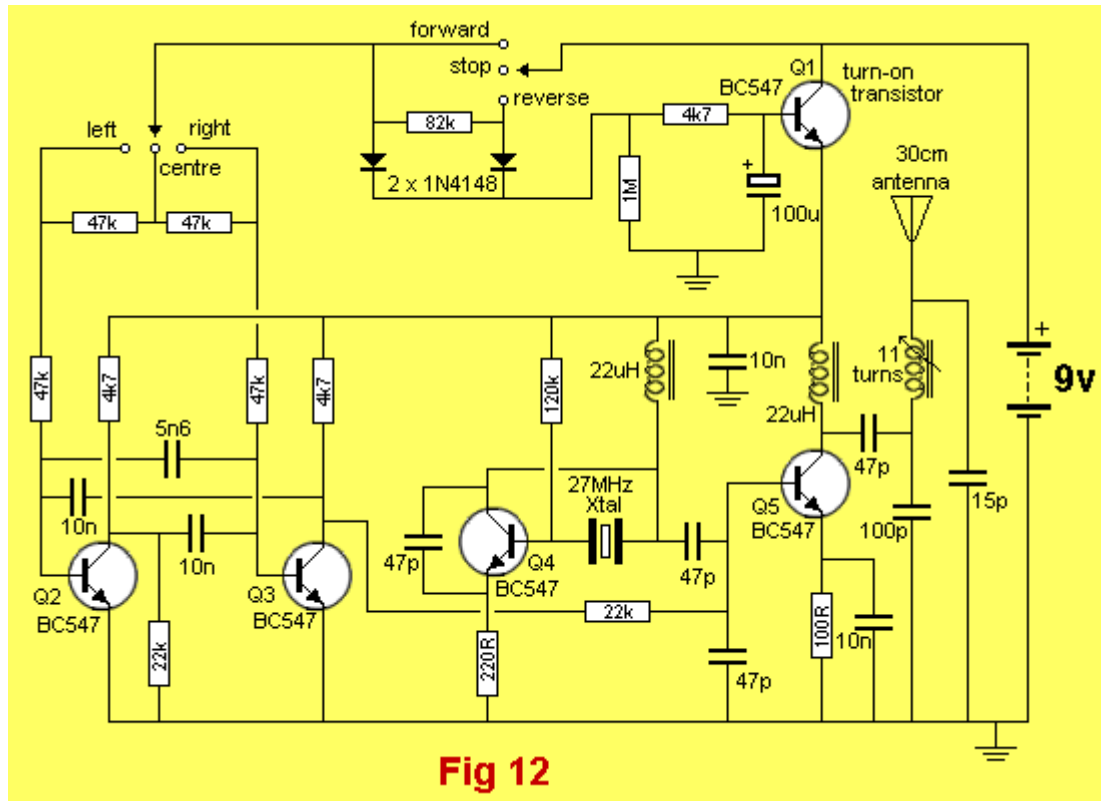 forward
stop
reverse
Q1
BC547
turn-on
transistor
left
right
centre
82k
4k7
2 x 1N4148
1M
+
100u
30cm
antenna
47k
47k
47k
4k7
47k
4k7
120k
22uH
10n
22uH
11
turns
+
9v
5n6
10n
10n
47p
27MHz
Xtal
47p
Q4
BC547
Q5
BC547
47p
100p
15p
Q2
BC547
Q3
BC547
22k
22k
220R
47p
100R
10n
Fig 12